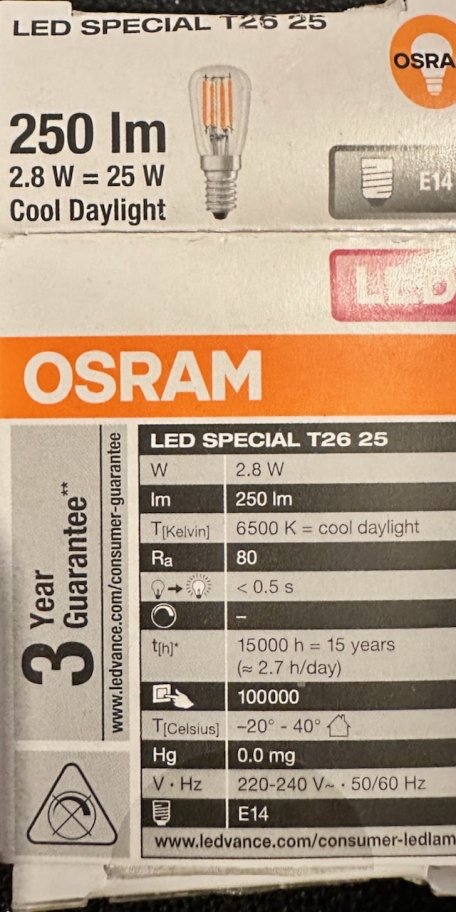 LED SPECIAL T26 25
OSRA
250 lm
2.8 W = 25 W
Cool Daylight
E14
LED
OSRAM
3 Year
Guarantee**
www.ledvance.com/consumer-guarantee
LED SPECIAL T26 25
W 2.8 W
lm 250 lm
T[Kelvin] 6500 K = cool daylight
Ra 80
< 0.5 s
–
t[h]* 15000 h = 15 years
(≈ 2.7 h/day)
100000
T[Celsius] –20° - 40°
Hg 0.0 mg
V · Hz 220-240 V~ · 50/60 Hz
E14
www.ledvance.com/consumer-ledlam